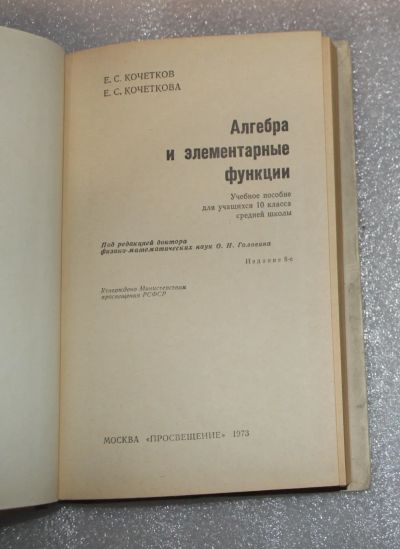 Е. С. КОЧЕТКОВ
Е. С. КОЧЕТКОВА
Алгебра
и элементарные
функции
Учебное пособие
для учащихся 10 класса
средней школы
Под редакцией доктора
физико-математических наук О. Н. Головина
Издание 8-е
Утверждено Министерством
просвещения РСФСР
МОСКВА «ПРОСВЕЩЕНИЕ» 1973